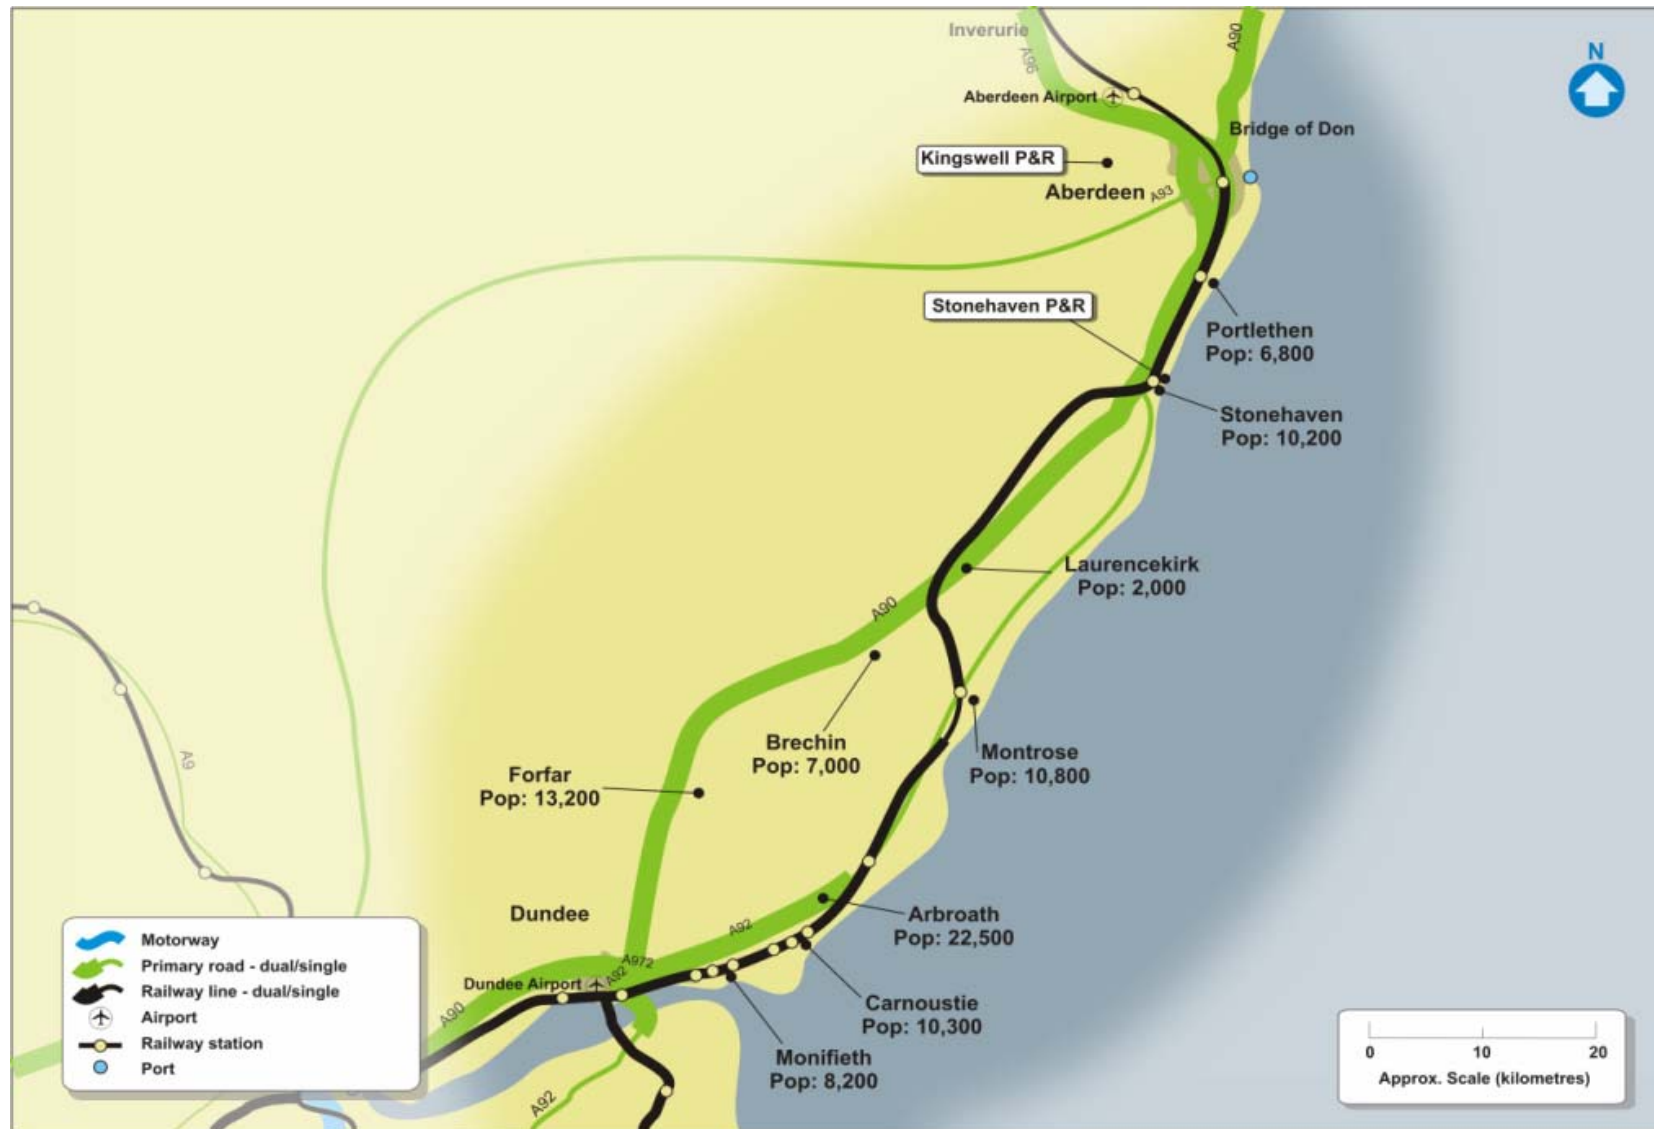 Inverurie
A96
A90
N
Aberdeen Airport
Bridge of Don
Kingswell P&R
Aberdeen
A93
Stonehaven P&R
Portlethen
Pop: 6,800
Stonehaven
Pop: 10,200
Laurencekirk
Pop: 2,000
A90
A9
Brechin
Pop: 7,000
Montrose
Pop: 10,800
Forfar
Pop: 13,200
Dundee
Arbroath
Pop: 22,500
A92
A972
A92
Dundee Airport
A90
Carnoustie
Pop: 10,300
Monifieth
Pop: 8,200
A92
Motorway
Primary road - dual/single
Railway line - dual/single
Airport
Railway station
Port
0 10 20
Approx. Scale (kilometres)